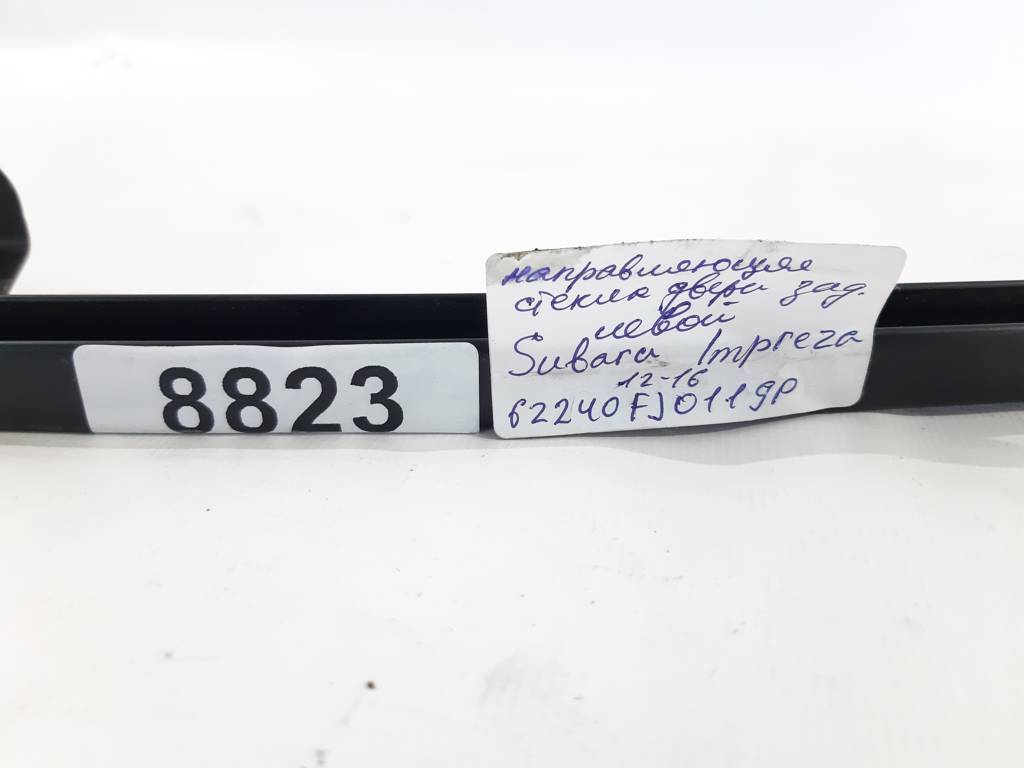 8823
направляющая
стекла двери зад.
левой
Subaru Impreza
12-16
62240FJ0119P